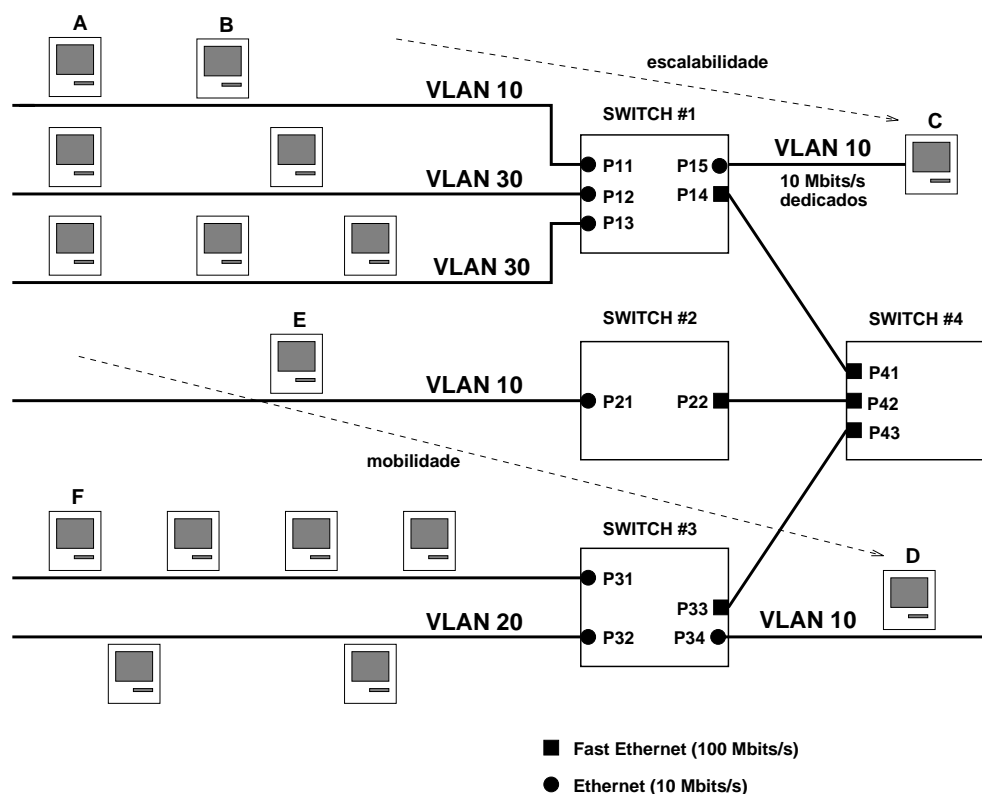 A
B
escalabilidade
VLAN 10
SWITCH #1
C
P11
P15
VLAN 10
VLAN 30
P12
P14
10 Mbits/s
dedicados
P13
VLAN 30
E
SWITCH #2
SWITCH #4
P41
VLAN 10
P21
P22
P42
P43
mobilidade
F
SWITCH #3
D
P31
P33
VLAN 20
P32
P34
VLAN 10
Fast Ethernet (100 Mbits/s)
Ethernet (10 Mbits/s)